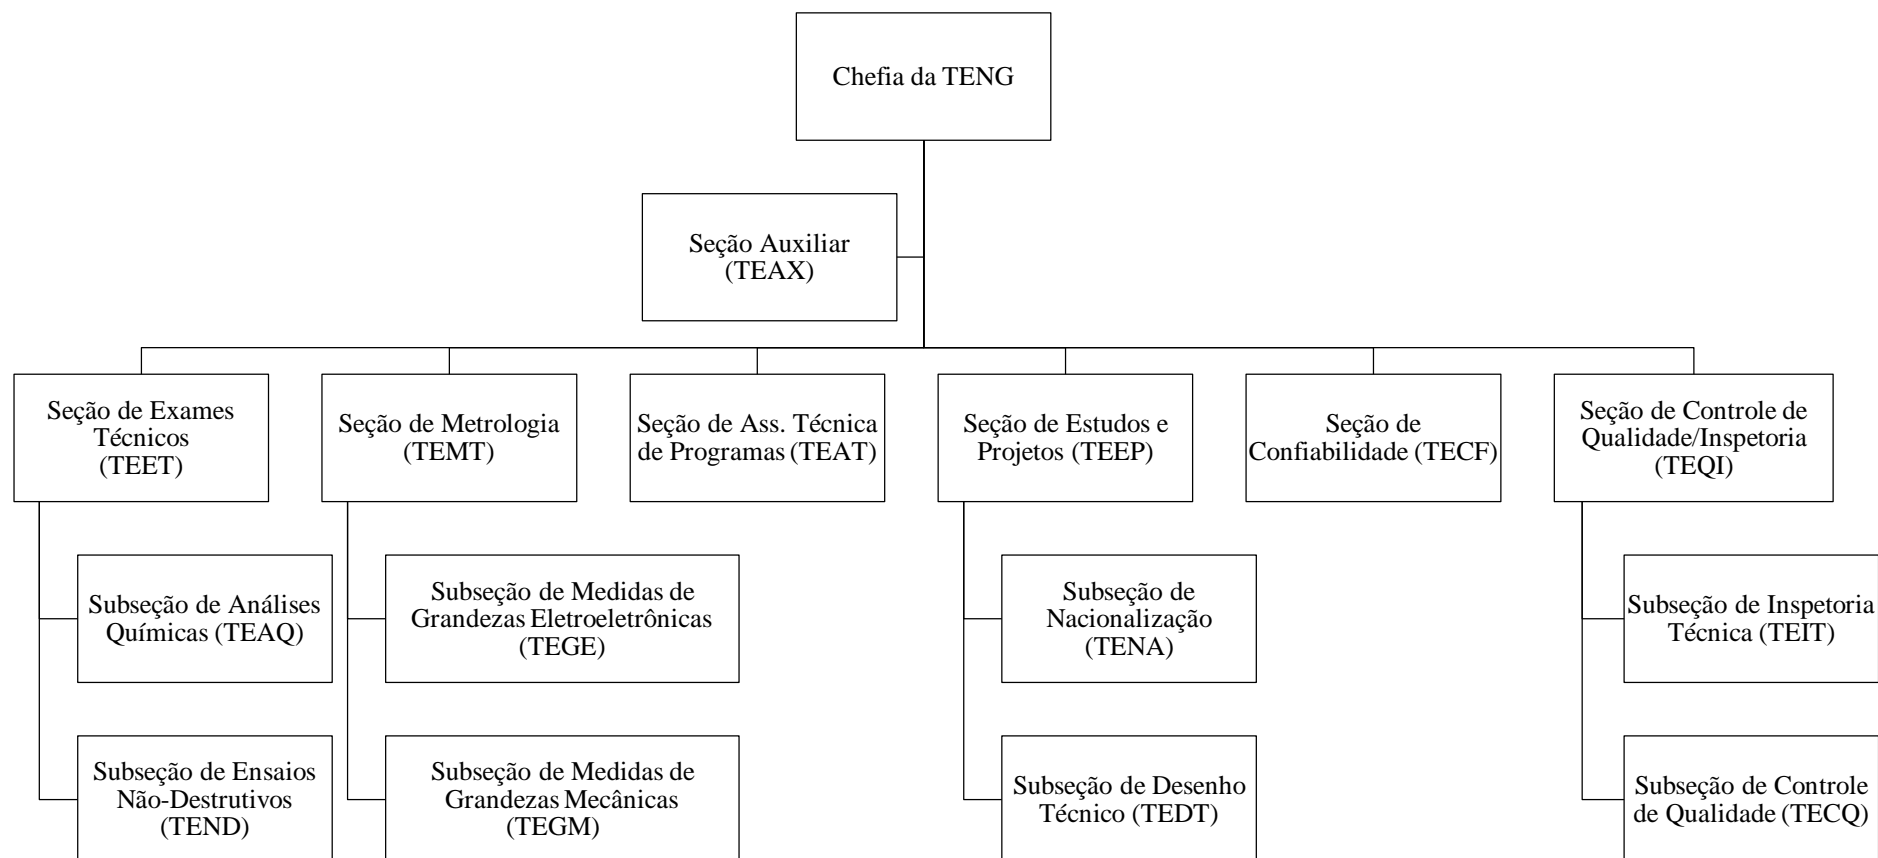 Chefia da TENG
Seção Auxiliar
(TEAX)
Seção de Exames
Técnicos
(TEET)
Seção de Metrologia
(TEMT)
Seção de Ass. Técnica
de Programas (TEAT)
Seção de Estudos e
Projetos (TEEP)
Seção de
Confiabilidade (TECF)
Seção de Controle de
Qualidade/Inspetoria
(TEQI)
Subseção de Análises
Químicas (TEAQ)
Subseção de Medidas de
Grandezas Eletroeletrônicas
(TEGE)
Subseção de
Nacionalização
(TENA)
Subseção de Inspetoria
Técnica (TEIT)
Subseção de Ensaios
Não-Destrutivos
(TEND)
Subseção de Medidas de
Grandezas Mecânicas
(TEGM)
Subseção de Desenho
Técnico (TEDT)
Subseção de Controle
de Qualidade (TECQ)